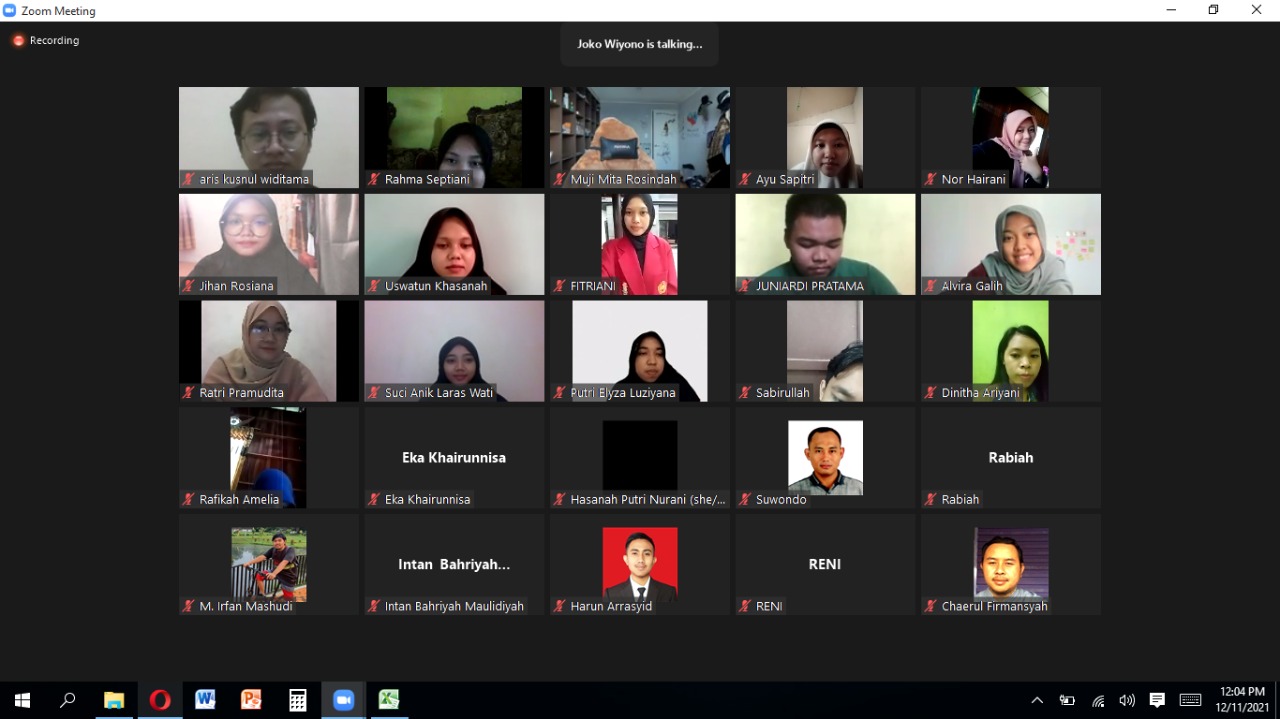 Zoom Meeting
Recording
Joko Wiyono is talking...
aris kusnul widitama
Rahma Septiani
Muji Mita Rosindah
Ayu Sapitri
Nor Hairani
Jihan Rosiana
Uswatun Khasanah
FITRIANI
JUNIARDI PRATAMA
Alvira Galih
Ratri Pramudita
Suci Anik Laras Wati
Putri Elyza Luziyana
Sabirullah
Dinitha Ariyani
Rafikah Amelia
Eka Khairunnisa
Eka Khairunnisa
Hasanah Putri Nurani (she/...
Suwondo
Rabiah
Rabiah
M. Irfan Mashudi
Intan Bahriyah...
Intan Bahriyah Maulidiyah
Harun Arrasyid
RENI
RENI
Chaerul Firmansyah
12:04 PM
12/11/2021